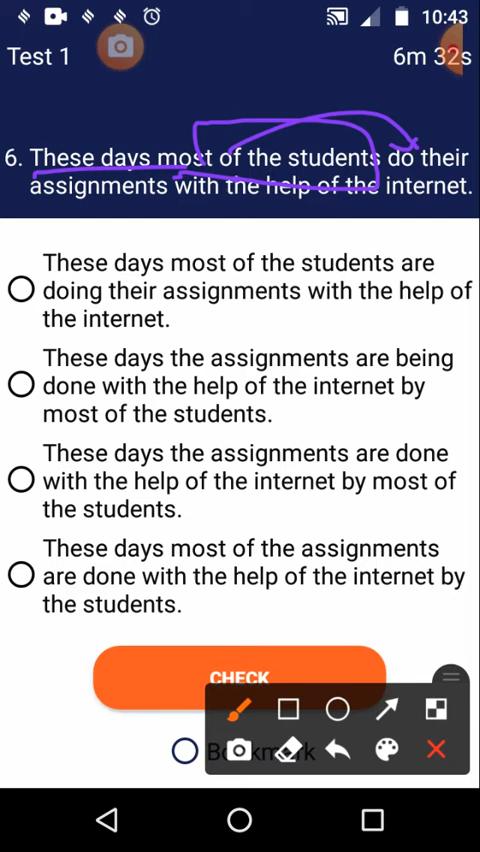 10:43
Test 1
6m 32s
6. These days most of the students do their
assignments with the help of the internet.
These days most of the students are
doing their assignments with the help of
the internet.
These days the assignments are being
done with the help of the internet by
most of the students.
These days the assignments are done
with the help of the internet by most of
the students.
These days most of the assignments
are done with the help of the internet by
the students.
CHECK